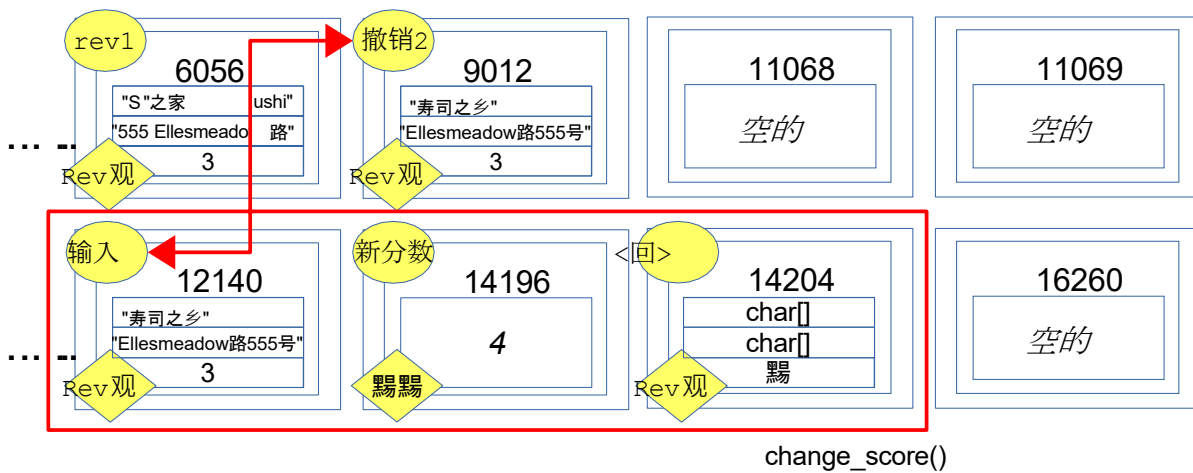 rev1
撤销2
6056
9012
11068
11069
"S"之家 ushi"
"寿司之乡"
"555 Ellesmeado 路"
"Ellesmeadow路555号"
空的
空的
... ..
3
3
Rev观
Rev观
输入
新分数
<回>
12140
14196
14204
16260
"寿司之乡"
char[]
"Ellesmeadow路555号"
4
char[]
空的
... ..
3
鬺
Rev观
鬺鬺
Rev观
change_score()